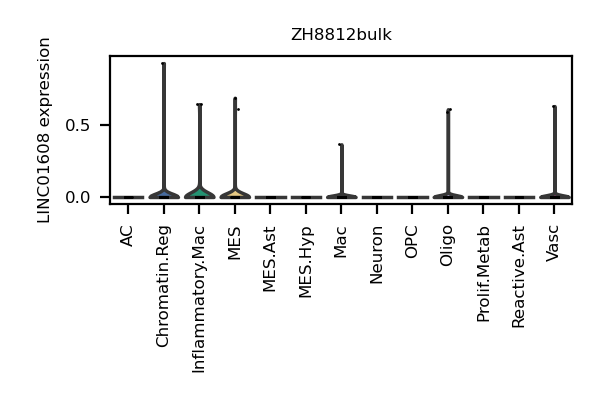 ZH8812bulk
LINC01608 expression
0.5
0.0
AC
Chromatin.Reg
Inflammatory.Mac
MES
MES.Ast
MES.Hyp
Mac
Neuron
OPC
Oligo
Prolif.Metab
Reactive.Ast
Vasc